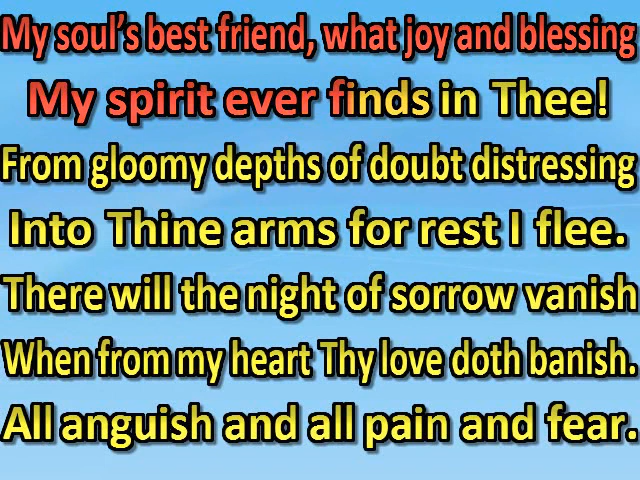 My soul's best friend, what joy and blessing
My spirit ever finds in Thee!
From gloomy depths of doubt distressing
Into Thine arms for rest I flee.
There will the night of sorrow vanish
When from my heart Thy love doth banish.
All anguish and all pain and fear.